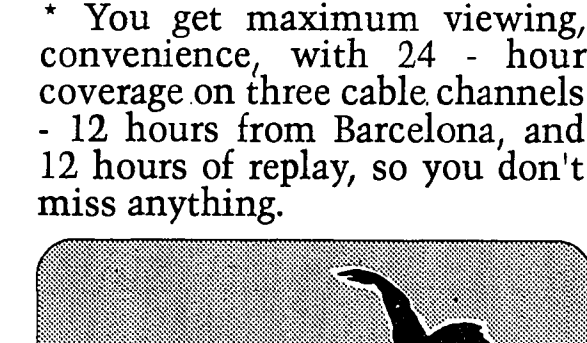 * You get maximum viewing,
convenience, with 24 - hour
coverage on three cable channels
- 12 hours from Barcelona, and
12 hours of replay, so you don't
miss anything.